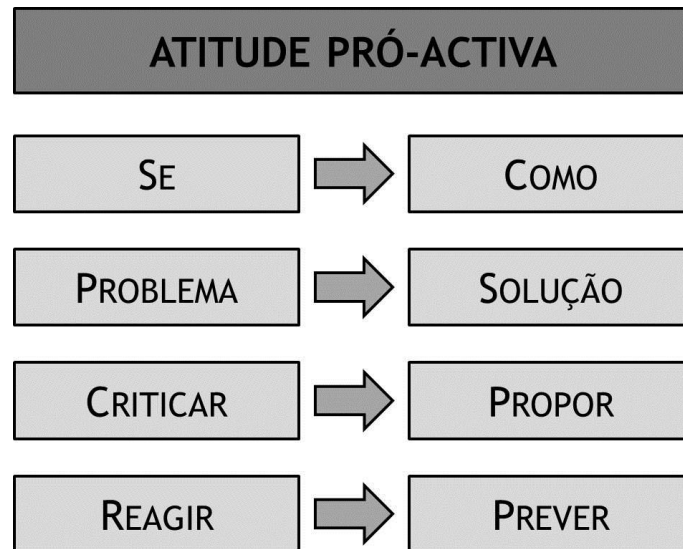 ATITUDE PRÓ-ACTIVA
SE COMO
PROBLEMA SOLUÇÃO
CRITICAR PROPOR
REAGIR PREVER